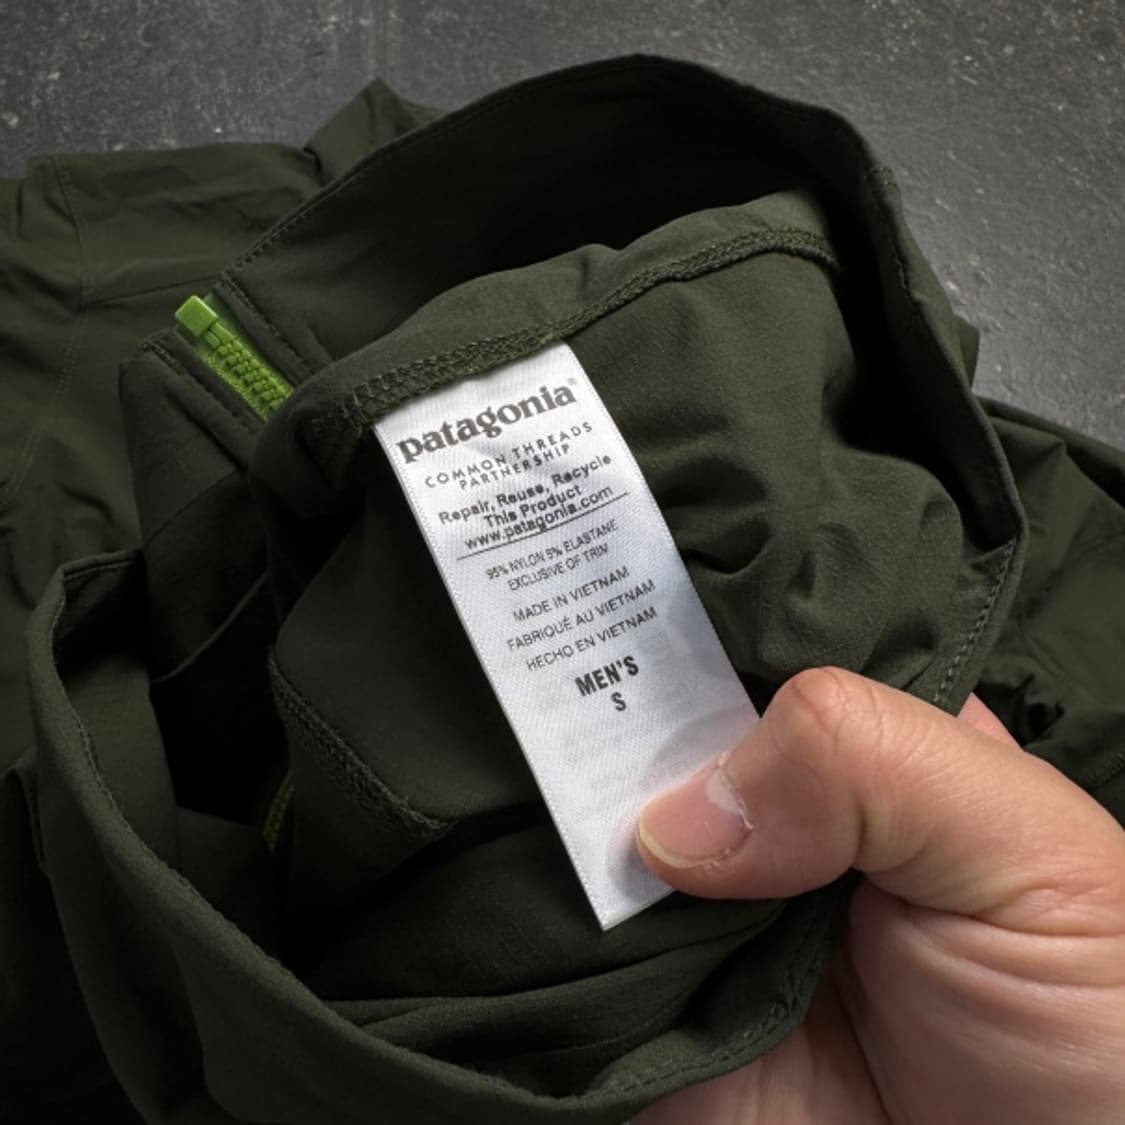 patagonia®
COMMON THREADS
PARTNERSHIP
Repair, Reuse, Recycle
This Product
www.patagonia.com
95% NYLON 5% ELASTANE
EXCLUSIVE OF TRIM
MADE IN VIETNAM
FABRIQUÉ AU VIETNAM
HECHO EN VIETNAM
MEN'S
S